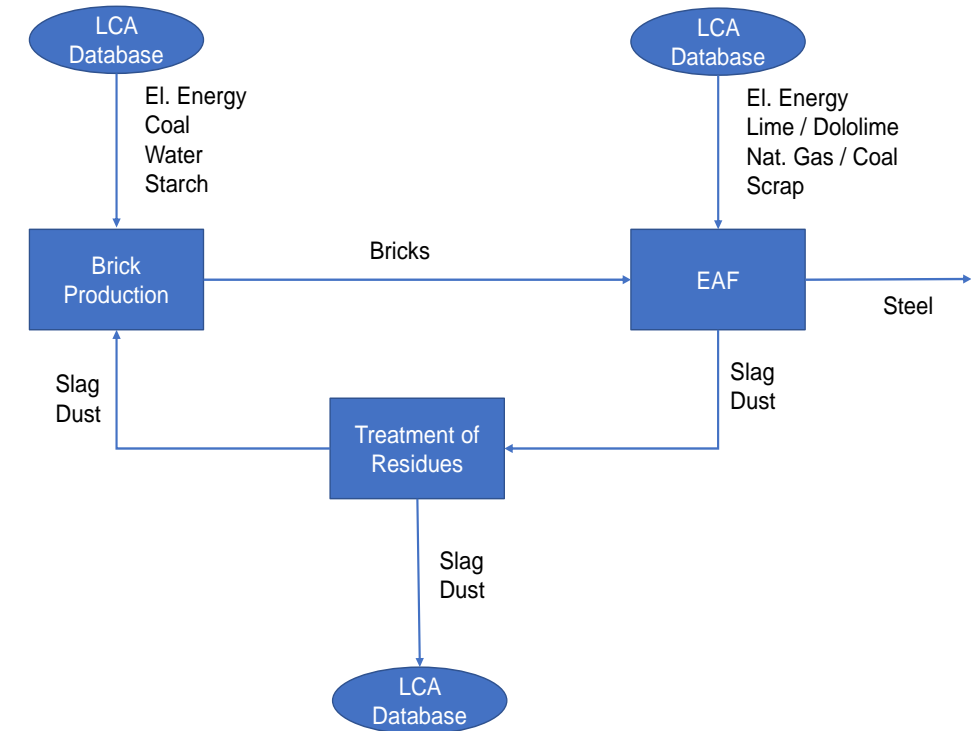 LCA
Database
LCA
Database
El. Energy
Coal
Water
Starch
El. Energy
Lime / Dololime
Nat. Gas / Coal
Scrap
Brick
Production
Bricks
EAF
Steel
Slag
Dust
Treatment of
Residues
Slag
Dust
Slag
Dust
LCA
Database